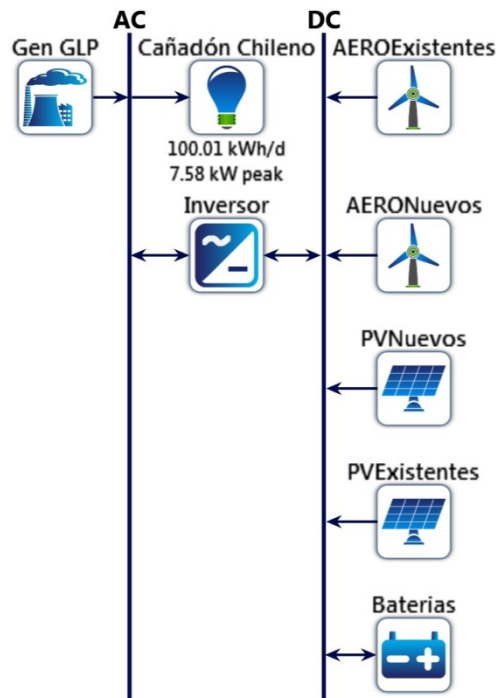 AC
DC
Gen GLP
Cañadón Chileno
AEROExistentes
100.01 kWh/d
7.58 kW peak
Inversor
AERONuevos
PVNuevos
PVExistentes
Baterias